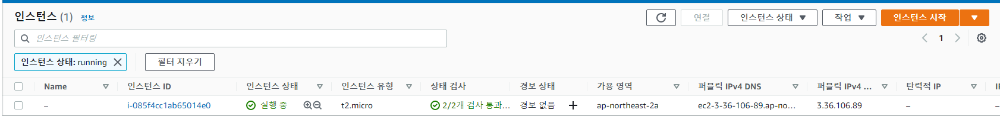 인스턴스 (1) 정보
연결 인스턴스 상태 작업 인스턴스 시작
인스턴스 필터링
1
인스턴스 상태: running
필터 지우기
Name 인스턴스 ID 인스턴스 상태 인스턴스 유형 상태 검사 경보 상태 가용 영역 퍼블릭 IPv4 DNS 퍼블릭 IPv4 ... 탄력적 IP
– i-085f4cc1ab65014e0 실행 중 t2.micro 2/2개 검사 통과... 경보 없음 + ap-northeast-2a ec2-3-36-106-89.ap-no... 3.36.106.89 –